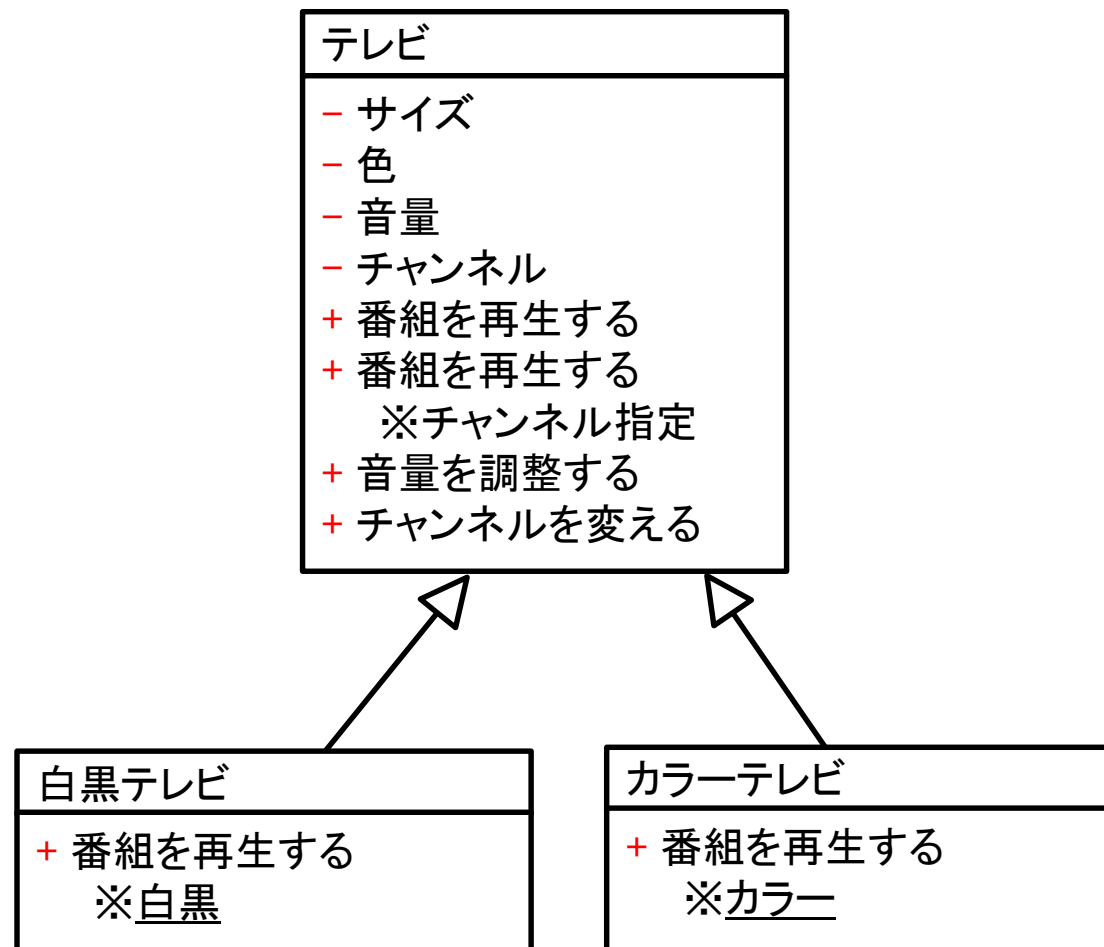 テレビ
− サイズ
− 色
− 音量
− チャンネル
+ 番組を再生する
+ 番組を再生する
※チャンネル指定
+ 音量を調整する
+ チャンネルを変える
白黒テレビ
+ 番組を再生する
※白黒
カラーテレビ
+ 番組を再生する
※カラー